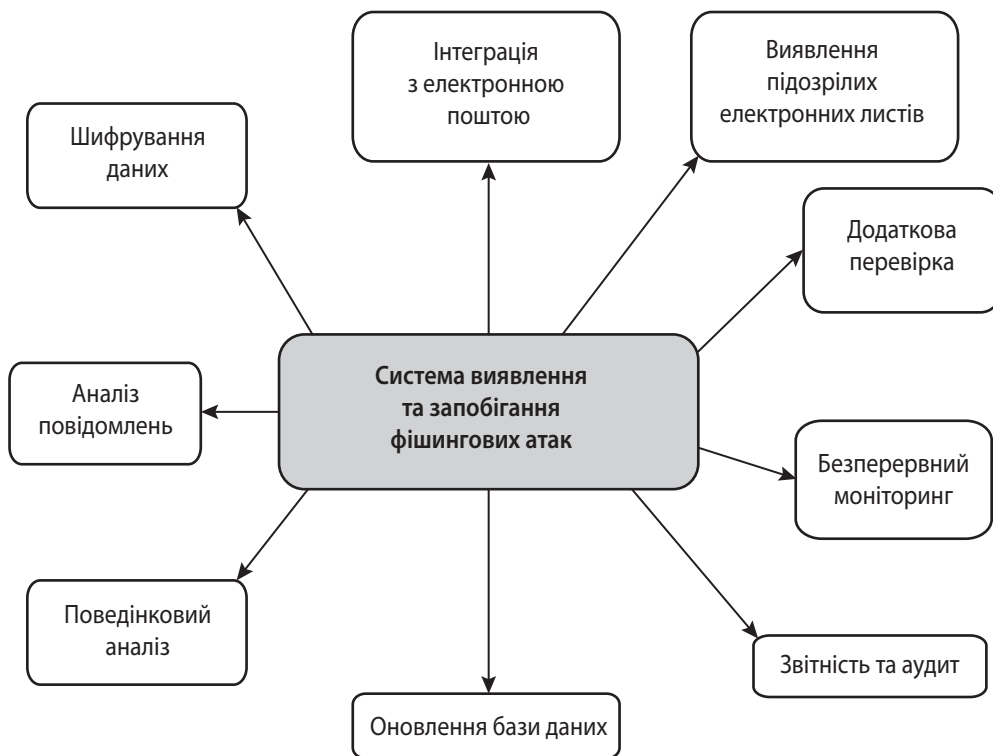 Інтеграція
з електронною
поштою
Виявлення
підозрілих
електронних листів
Шифрування
даних
Додаткова
перевірка
Система виявлення
та запобігання
фішингових атак
Аналіз
повідомлень
Безперервний
моніторинг
Поведінковий
аналіз
Звітність та аудит
Оновлення бази даних